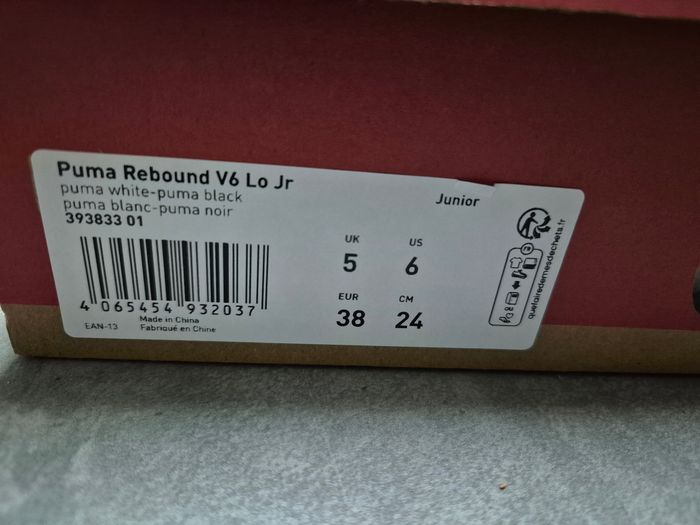 Puma Rebound V6 Lo Jr
puma white-puma black
puma blanc-puma noir
393833 01
Junior
UK
5
US
6
EUR
38
CM
24
4 065454 932037
EAN-13
Made in China
Fabriqué en Chine
FR
quefairedemesdechets.fr